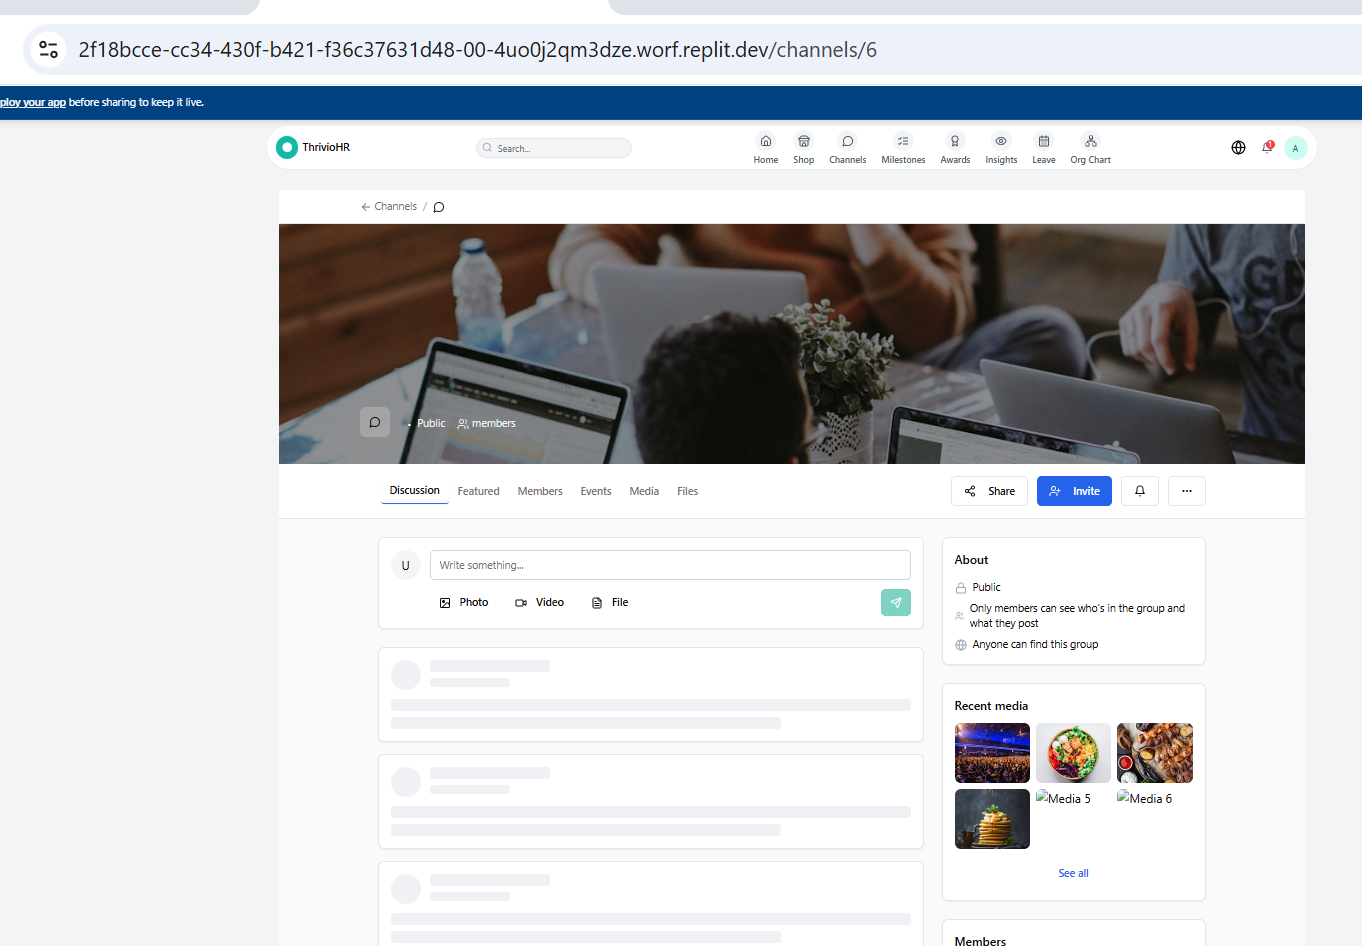 2f18bcce-cc34-430f-b421-f36c37631d48-00-4uo0j2qm3dze.worf.replit.dev/channels/6
ploy your app before sharing to keep it live.
ThrivioHR
Search...
Home Shop Channels Milestones Awards Insights Leave Org Chart
1
A
← Channels /
Public members
Discussion Featured Members Events Media Files
Share Invite ...
U
Write something...
Photo Video File
About
Public
Only members can see who's in the group and
what they post
Anyone can find this group
Recent media
Media 5 Media 6
See all
Members